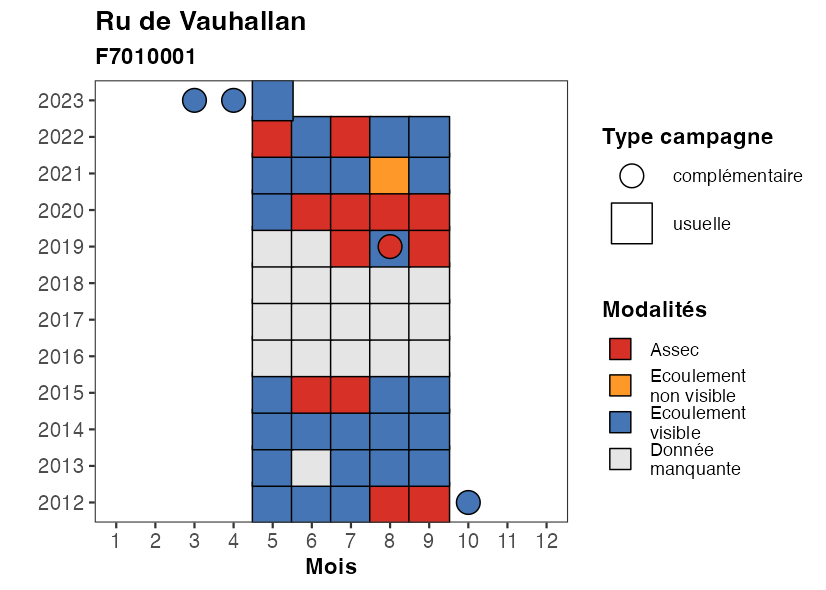 Ru de Vauhallan
F7010001
2023
2022
2021
2020
2019
2018
2017
2016
2015
2014
2013
2012
1 2 3 4 5 6 7 8 9 10 11 12
Mois
Type campagne
complémentaire
usuelle
Modalités
Assec
Ecoulement
non visible
Ecoulement
visible
Donnée
manquante